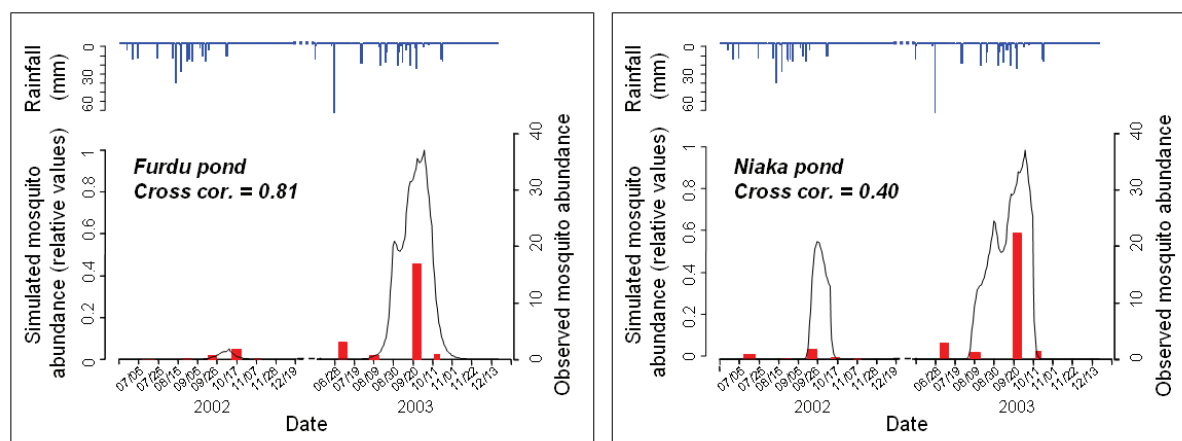 Rainfall
(mm)
0
30
60
Simulated mosquito
abundance (relative values)
0
0.2
0.4
0.6
0.8
1
Furdu pond
Cross cor. = 0.81
0
10
20
30
40
Observed mosquito abundance
07/05 07/25 08/15 09/05 09/26 10/17 11/07 11/28 12/19 06/28 07/19 08/09 08/30 09/20 10/11 11/01 11/22 12/13
2002 2003
Date
Rainfall
(mm)
0
30
60
Simulated mosquito
abundance (relative values)
0
0.2
0.4
0.6
0.8
1
Niaka pond
Cross cor. = 0.40
0
10
20
30
40
Observed mosquito abundance
07/05 07/25 08/15 09/05 09/26 10/17 11/07 11/28 12/19 06/28 07/19 08/09 08/30 09/20 10/11 11/01 11/22 12/13
2002 2003
Date